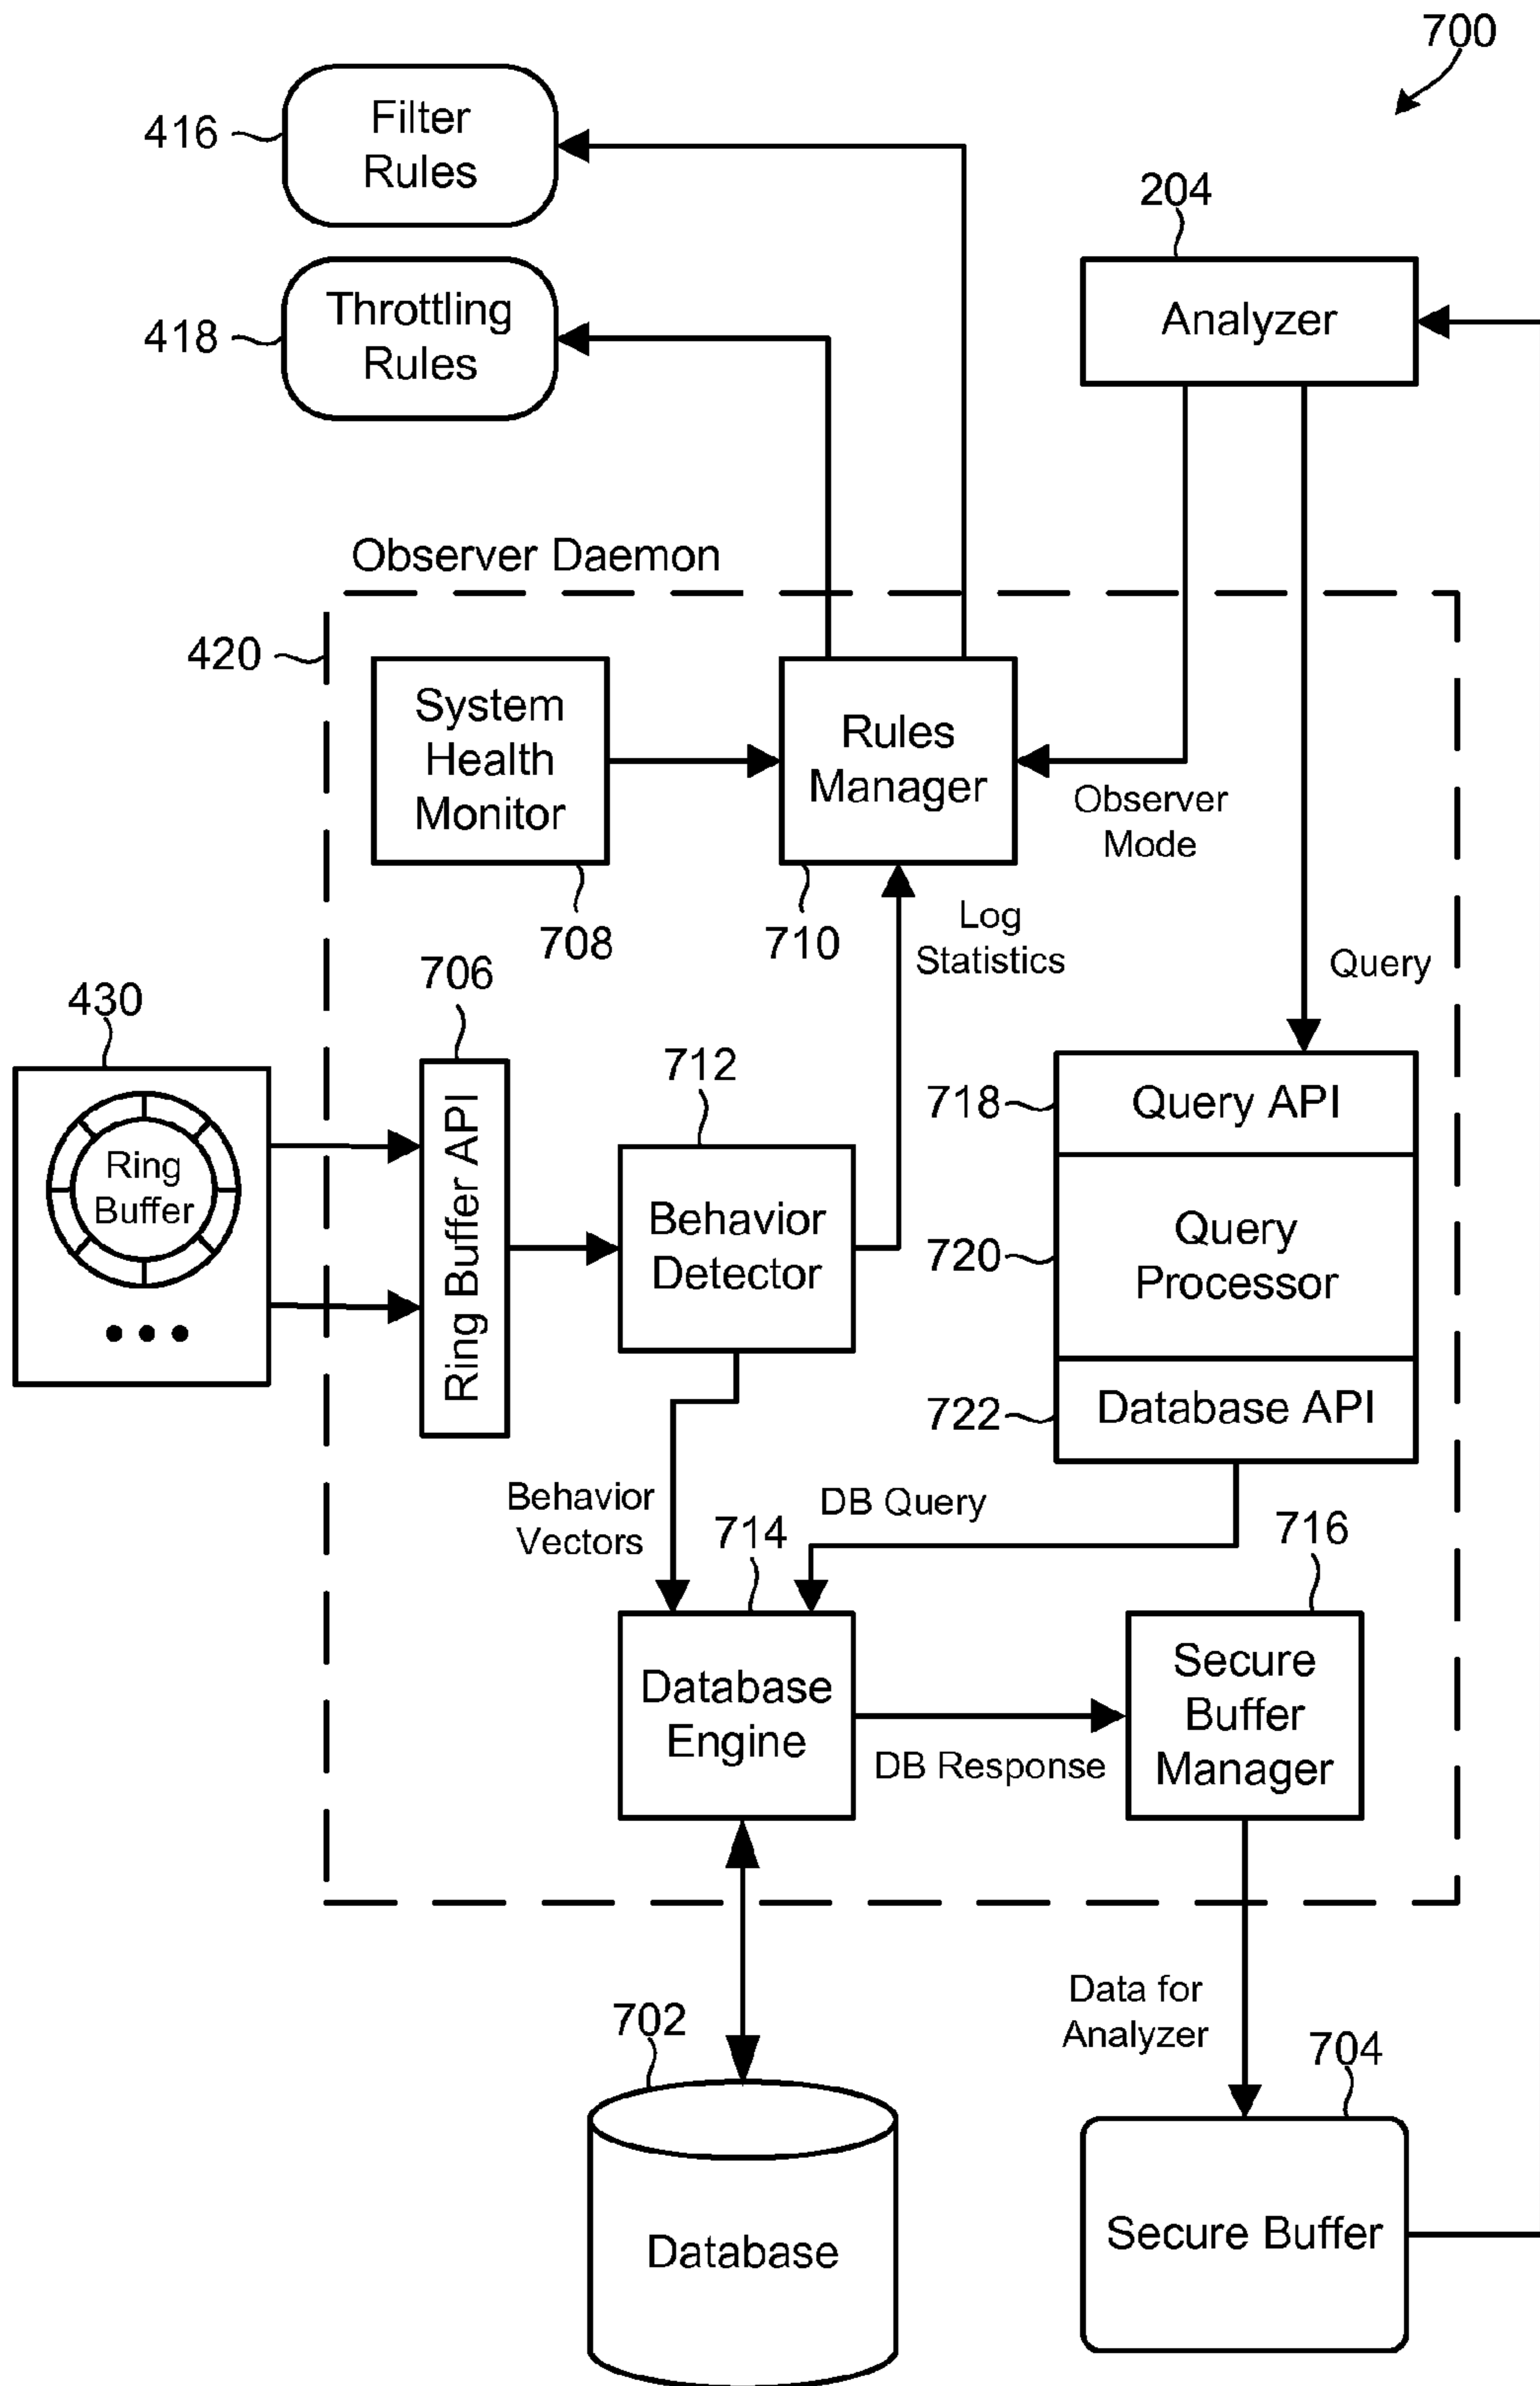 700
416
Filter
Rules
204
418
Throttling
Rules
Analyzer
Observer Daemon
420
System
Health
Monitor
Rules
Manager
Observer
Mode
708
710
Log
Statistics
Query
430
706
712
Ring
Buffer
Ring Buffer API
Behavior
Detector
718
Query API
720
Query
Processor
722
Database API
Behavior
Vectors
DB Query
714
716
Database
Engine
DB Response
Secure
Buffer
Manager
702
Data for
Analyzer
704
Database
Secure Buffer